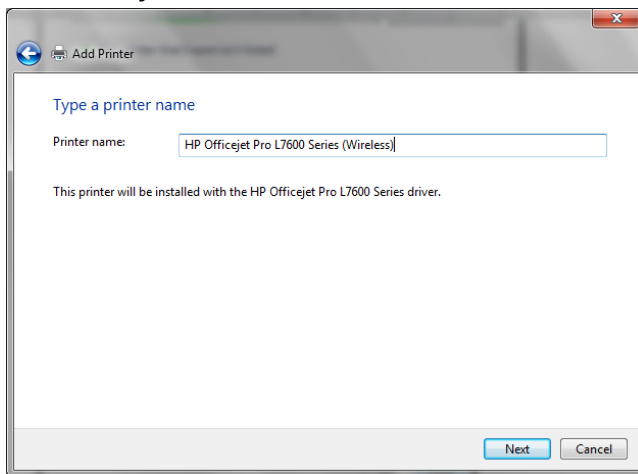 Add Printer
Type a printer name
Printer name:
HP Officejet Pro L7600 Series (Wireless)
This printer will be installed with the HP Officejet Pro L7600 Series driver.
Next
Cancel